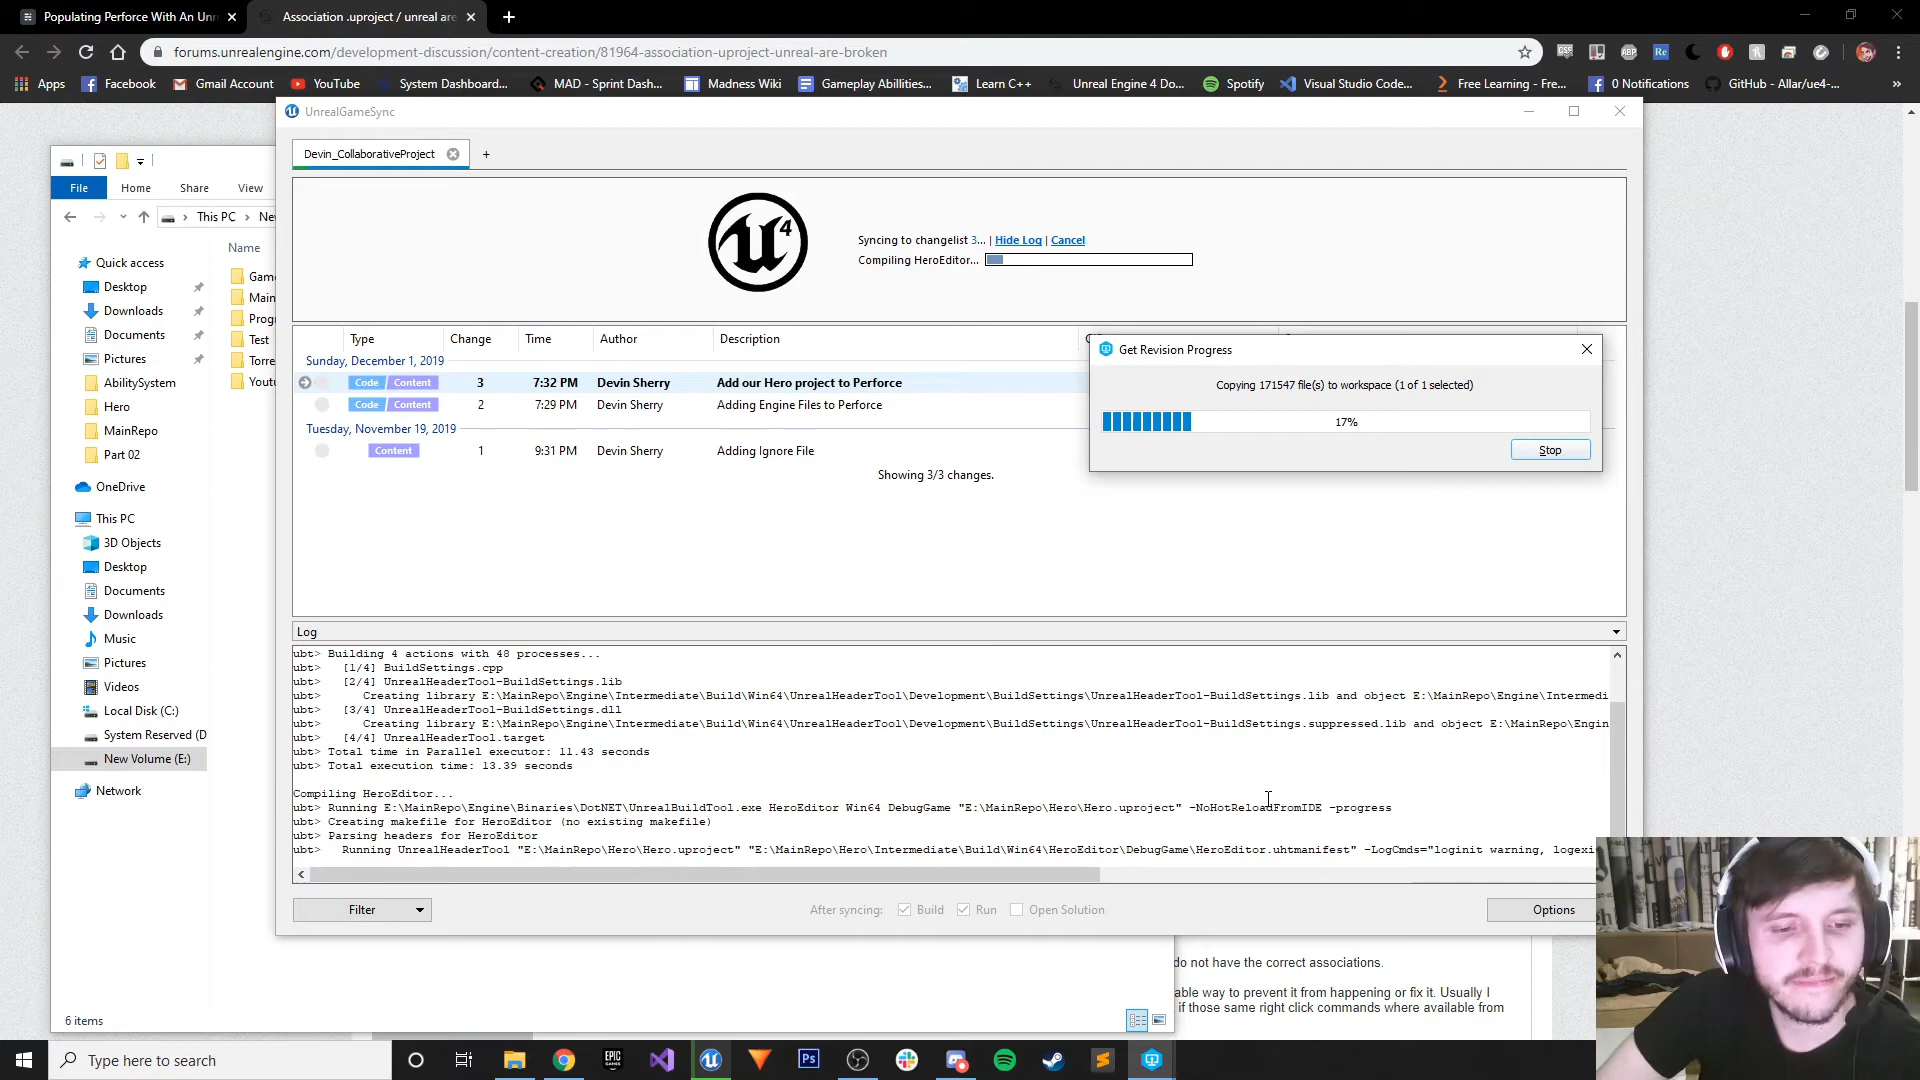 Populating Perforce With An Unr
Association .uproject / unreal are
forums.unrealengine.com/development-discussion/content-creation/81964-association-uproject-unreal-are-broken
Apps
Facebook
Gmail Account
YouTube
System Dashboard...
MAD - Sprint Dash...
Madness Wiki
Gameplay Abillities...
Learn C++
Unreal Engine 4 Do...
Spotify
Visual Studio Code...
Free Learning - Fre...
0 Notifications
GitHub - Allar/ue4-...
UnrealGameSync
Devin_CollaborativeProject
File
Home
Share
View
This PC
Ne
Name
Quick access
Desktop
Downloads
Documents
Pictures
AbilitySystem
Hero
MainRepo
Part 02
OneDrive
This PC
3D Objects
Desktop
Documents
Downloads
Music
Pictures
Videos
Local Disk (C:)
System Reserved (D
New Volume (E:)
Network
Game
Main
Progr
Test
Torre
Youtu
6 items
Syncing to changelist 3... | Hide Log | Cancel
Compiling HeroEditor...
Type Change Time Author Description
Sunday, December 1, 2019
Code Content 3 7:32 PM Devin Sherry Add our Hero project to Perforce
Code Content 2 7:29 PM Devin Sherry Adding Engine Files to Perforce
Tuesday, November 19, 2019
Content 1 9:31 PM Devin Sherry Adding Ignore File
Showing 3/3 changes.
Get Revision Progress
Copying 171547 file(s) to workspace (1 of 1 selected)
17%
Stop
Log
ubt> Building 4 actions with 48 processes...
ubt> [1/4] BuildSettings.cpp
ubt> [2/4] UnrealHeaderTool-BuildSettings.lib
ubt> Creating library E:\MainRepo\Engine\Intermediate\Build\Win64\UnrealHeaderTool\Development\BuildSettings\UnrealHeaderTool-BuildSettings.lib and object E:\MainRepo\Engine\Intermedi
ubt> [3/4] UnrealHeaderTool-BuildSettings.dll
ubt> Creating library E:\MainRepo\Engine\Intermediate\Build\Win64\UnrealHeaderTool\Development\BuildSettings\UnrealHeaderTool-BuildSettings.suppressed.lib and object E:\MainRepo\Engin
ubt> [4/4] UnrealHeaderTool.target
ubt> Total time in Parallel executor: 11.43 seconds
ubt> Total execution time: 13.39 seconds
Compiling HeroEditor...
ubt> Running E:\MainRepo\Engine\Binaries\DotNET\UnrealBuildTool.exe HeroEditor Win64 DebugGame "E:\MainRepo\Hero\Hero.uproject" -NoHotReloadFromIDE -progress
ubt> Creating makefile for HeroEditor (no existing makefile)
ubt> Parsing headers for HeroEditor
ubt> Running UnrealHeaderTool "E:\MainRepo\Hero\Hero.uproject" "E:\MainRepo\Hero\Intermediate\Build\Win64\HeroEditor\DebugGame\HeroEditor.uhtmanifest" -LogCmds="loginit warning, logexi
Filter
After syncing: Build Run Open Solution
Options
do not have the correct associations.
able way to prevent it from happening or fix it. Usually I
if those same right click commands where available from
Type here to search
EPIC
GAMES
Ps